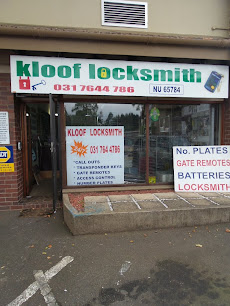 kloof locksmith
031 7644 786
NU 65784
KLOOF LOCKSMITH
031 764 4786
*CALL OUTS
*TRANSPONDER KEYS
*GATE REMOTES
*ACCESS CONTROL
*NUMBER PLATES
No. PLATES
GATE REMOTES
BATTERIES
LOCKSMITH